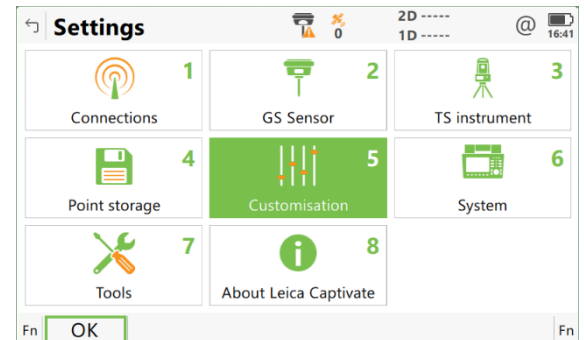 Settings
0
2D -----
1D -----
@
16:41
1
Connections
2
GS Sensor
3
TS instrument
4
Point storage
5
Customisation
6
System
7
Tools
8
About Leica Captivate
Fn
OK
Fn